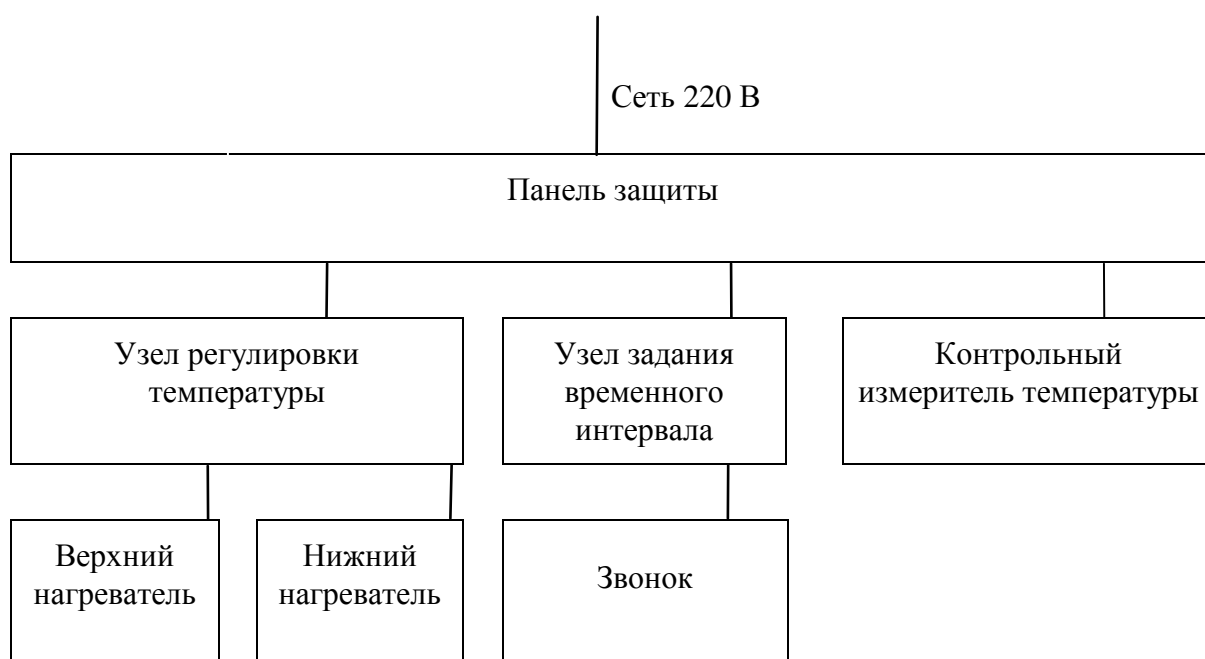 Сеть 220 В
Панель защиты
Узел регулировки
температуры
Узел задания
временного
интервала
Контрольный
измеритель температуры
Верхний
нагреватель
Нижний
нагреватель
Звонок